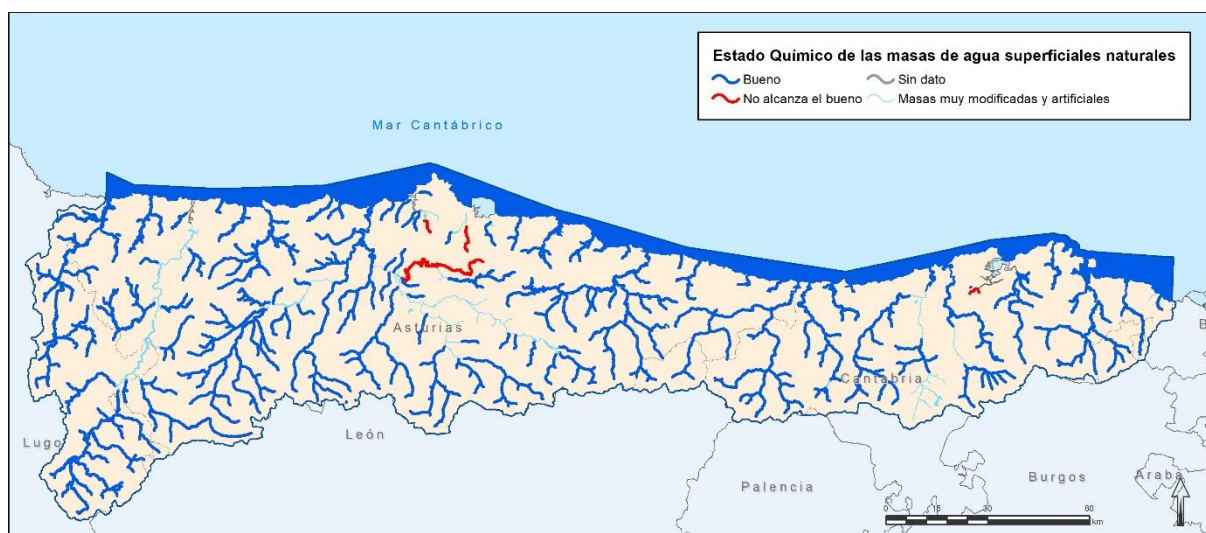 Estado Químico de las masas de agua superficiales naturales
Bueno
Sin dato
No alcanza el bueno
Masas muy modificadas y artificiales
Mar Cantábrico
Asturias
Cantabria
Lugo
León
Palencia
Burgos
Araba
B
0 15 30 60
km